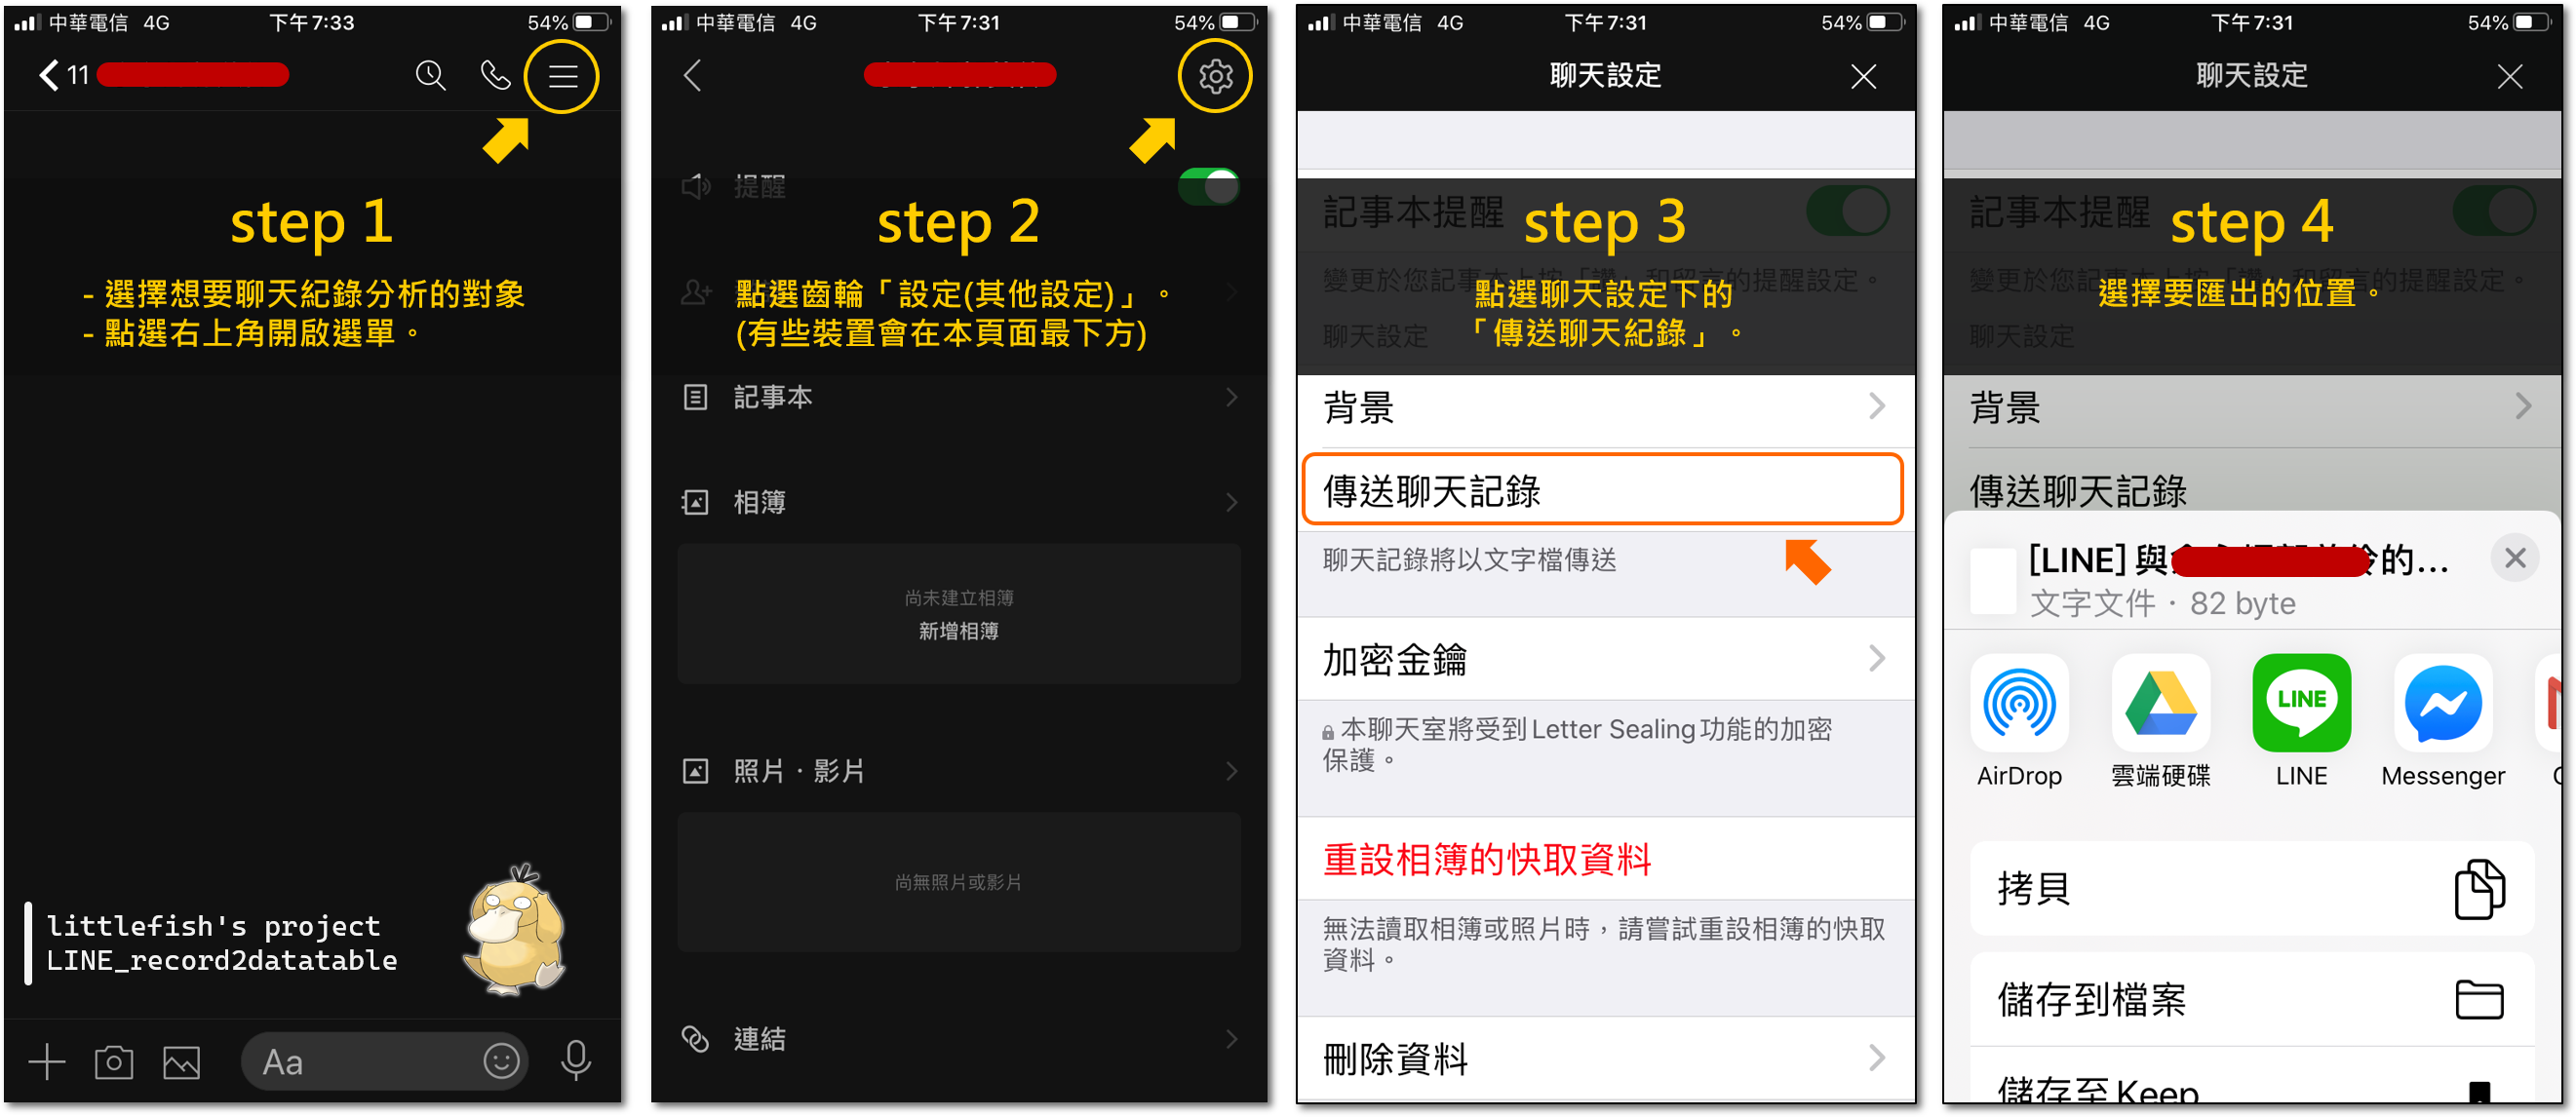 中華電信 4G 下午7:33 54%
11
step 1
- 選擇想要聊天紀錄分析的對象
- 點選右上角開啟選單。
littlefish's project
LINE_record2datatable
Aa
中華電信 4G 下午7:31 54%
提醒
step 2
點選齒輪「設定(其他設定)」。
(有些裝置會在本頁面最下方)
記事本
相簿
尚未建立相簿
新增相簿
照片・影片
尚無照片或影片
連結
中華電信 4G 下午7:31 54%
聊天設定
記事本提醒
step 3
變更於您記事本上按「讚」和留言的提醒設定。
點選聊天設定下的
「傳送聊天紀錄」。
聊天設定
背景
傳送聊天記錄
聊天記錄將以文字檔傳送
加密金鑰
本聊天室將受到Letter Sealing功能的加密
保護。
重設相簿的快取資料
無法讀取相簿或照片時，請嘗試重設相簿的快取
資料。
刪除資料
中華電信 4G 下午7:31 54%
聊天設定
記事本提醒
step 4
變更於您記事本上按「讚」和留言的提醒設定。
選擇要匯出的位置。
聊天設定
背景
傳送聊天記錄
[LINE] 與 的...
文字文件・82 byte
AirDrop
雲端硬碟
LINE
LINE
Messenger
拷貝
儲存到檔案
儲存至 Keep